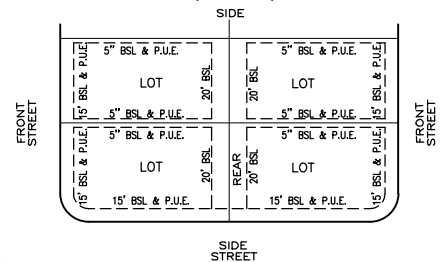 SIDE
5" BSL & P.U.E.
5" BSL & P.U.E.
15' BSL & P.U.E.
LOT
20' BSL
20' BSL
LOT
15' BSL & P.U.E.
5" BSL & P.U.E.
5" BSL & P.U.E.
FRONT
STREET
FRONT
STREET
5" BSL & P.U.E.
5" BSL & P.U.E.
15' BSL & P.U.E.
LOT
20' BSL
REAR
20' BSL
LOT
15' BSL & P.U.E.
15' BSL & P.U.E.
15' BSL & P.U.E.
SIDE
STREET